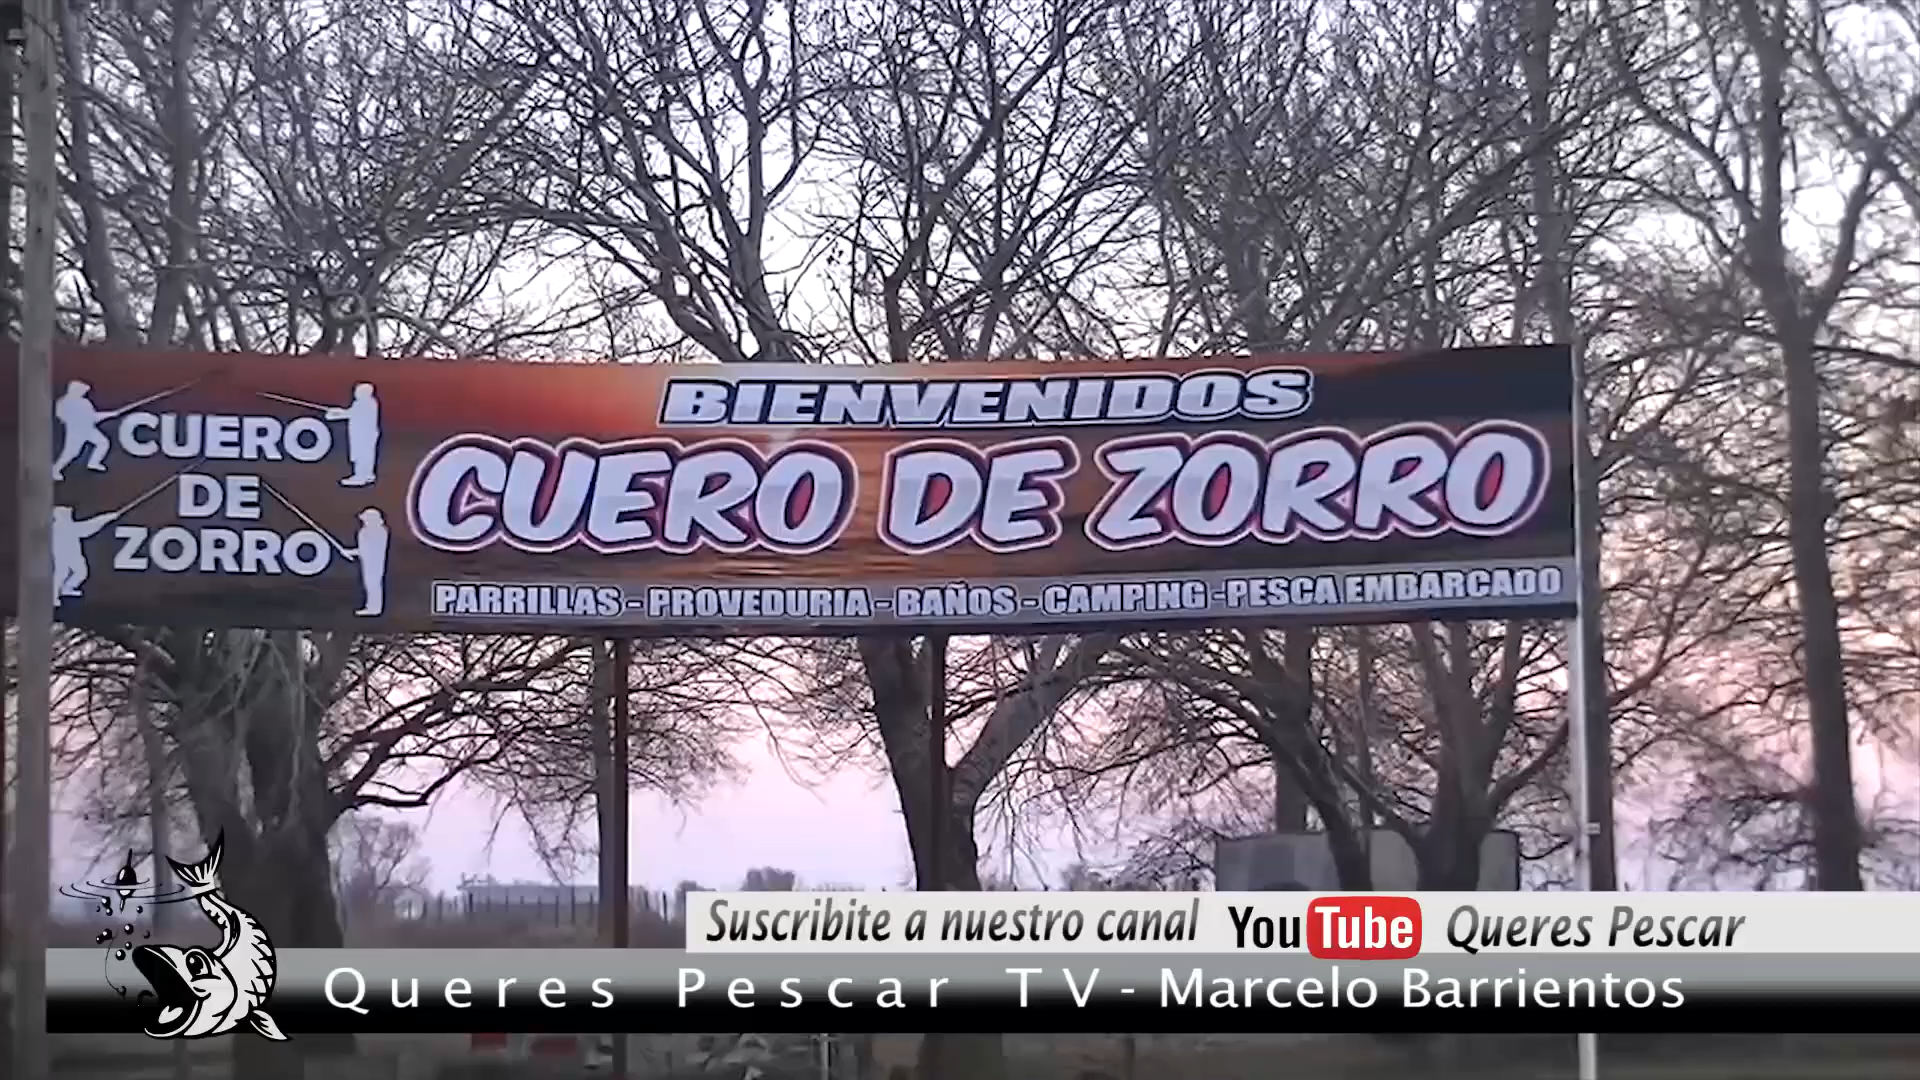 BIENVENIDOS
CUERO
DE
ZORRO
CUERO DE ZORRO
PARRILLAS - PROVEDURIA - BAÑOS - CAMPING - PESCA EMBARCADO
Suscribite a nuestro canal YouTube Queres Pescar
Queres Pescar TV - Marcelo Barrientos